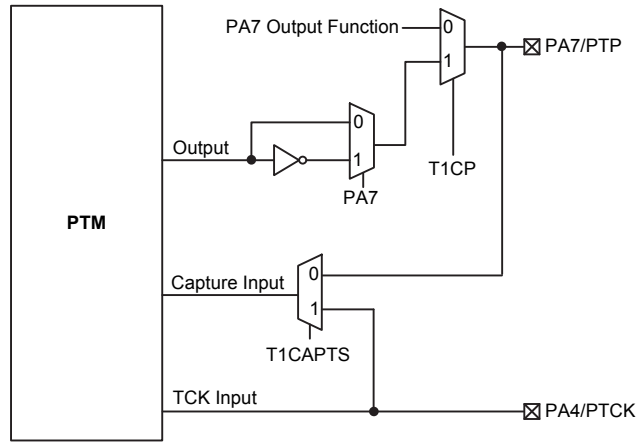 PA7 Output Function
0
1
PA7/PTP
T1CP
Output
0
1
PA7
PTM
Capture Input
0
1
T1CAPTS
TCK Input
PA4/PTCK